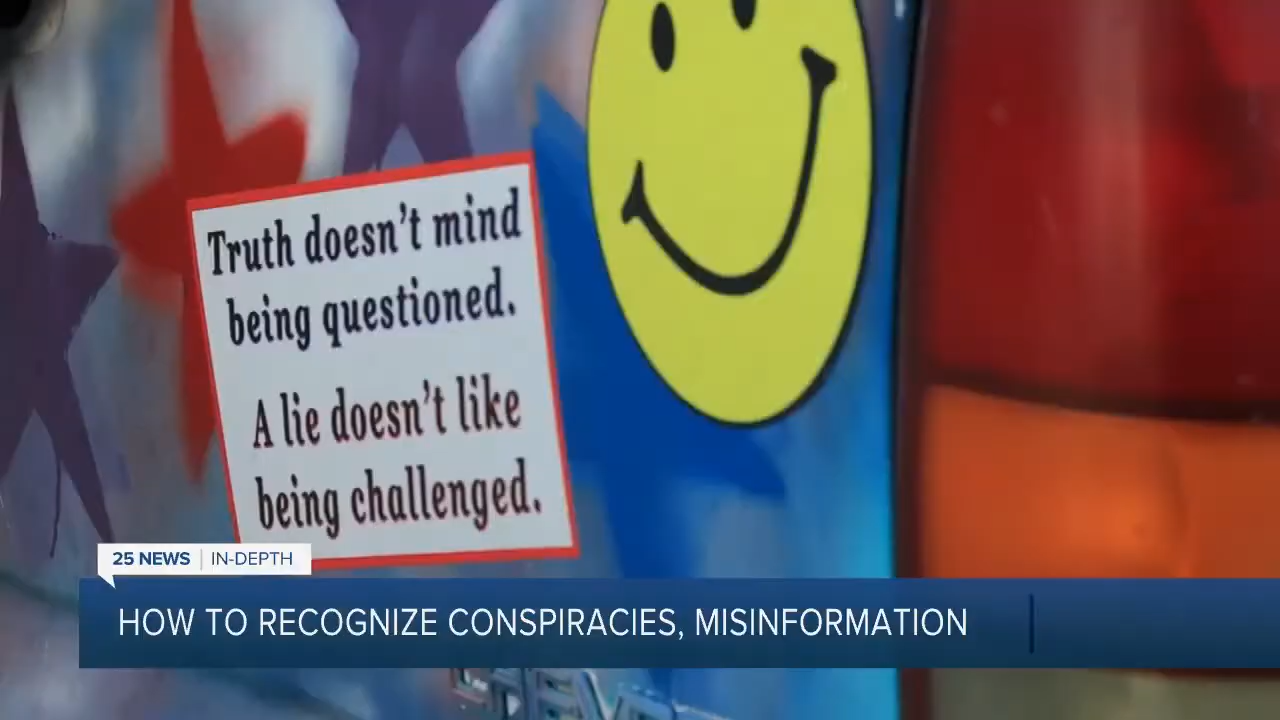 Truth doesn't mind
being questioned.
A lie doesn't like
being challenged.
25 NEWS | IN-DEPTH
HOW TO RECOGNIZE CONSPIRACIES, MISINFORMATION